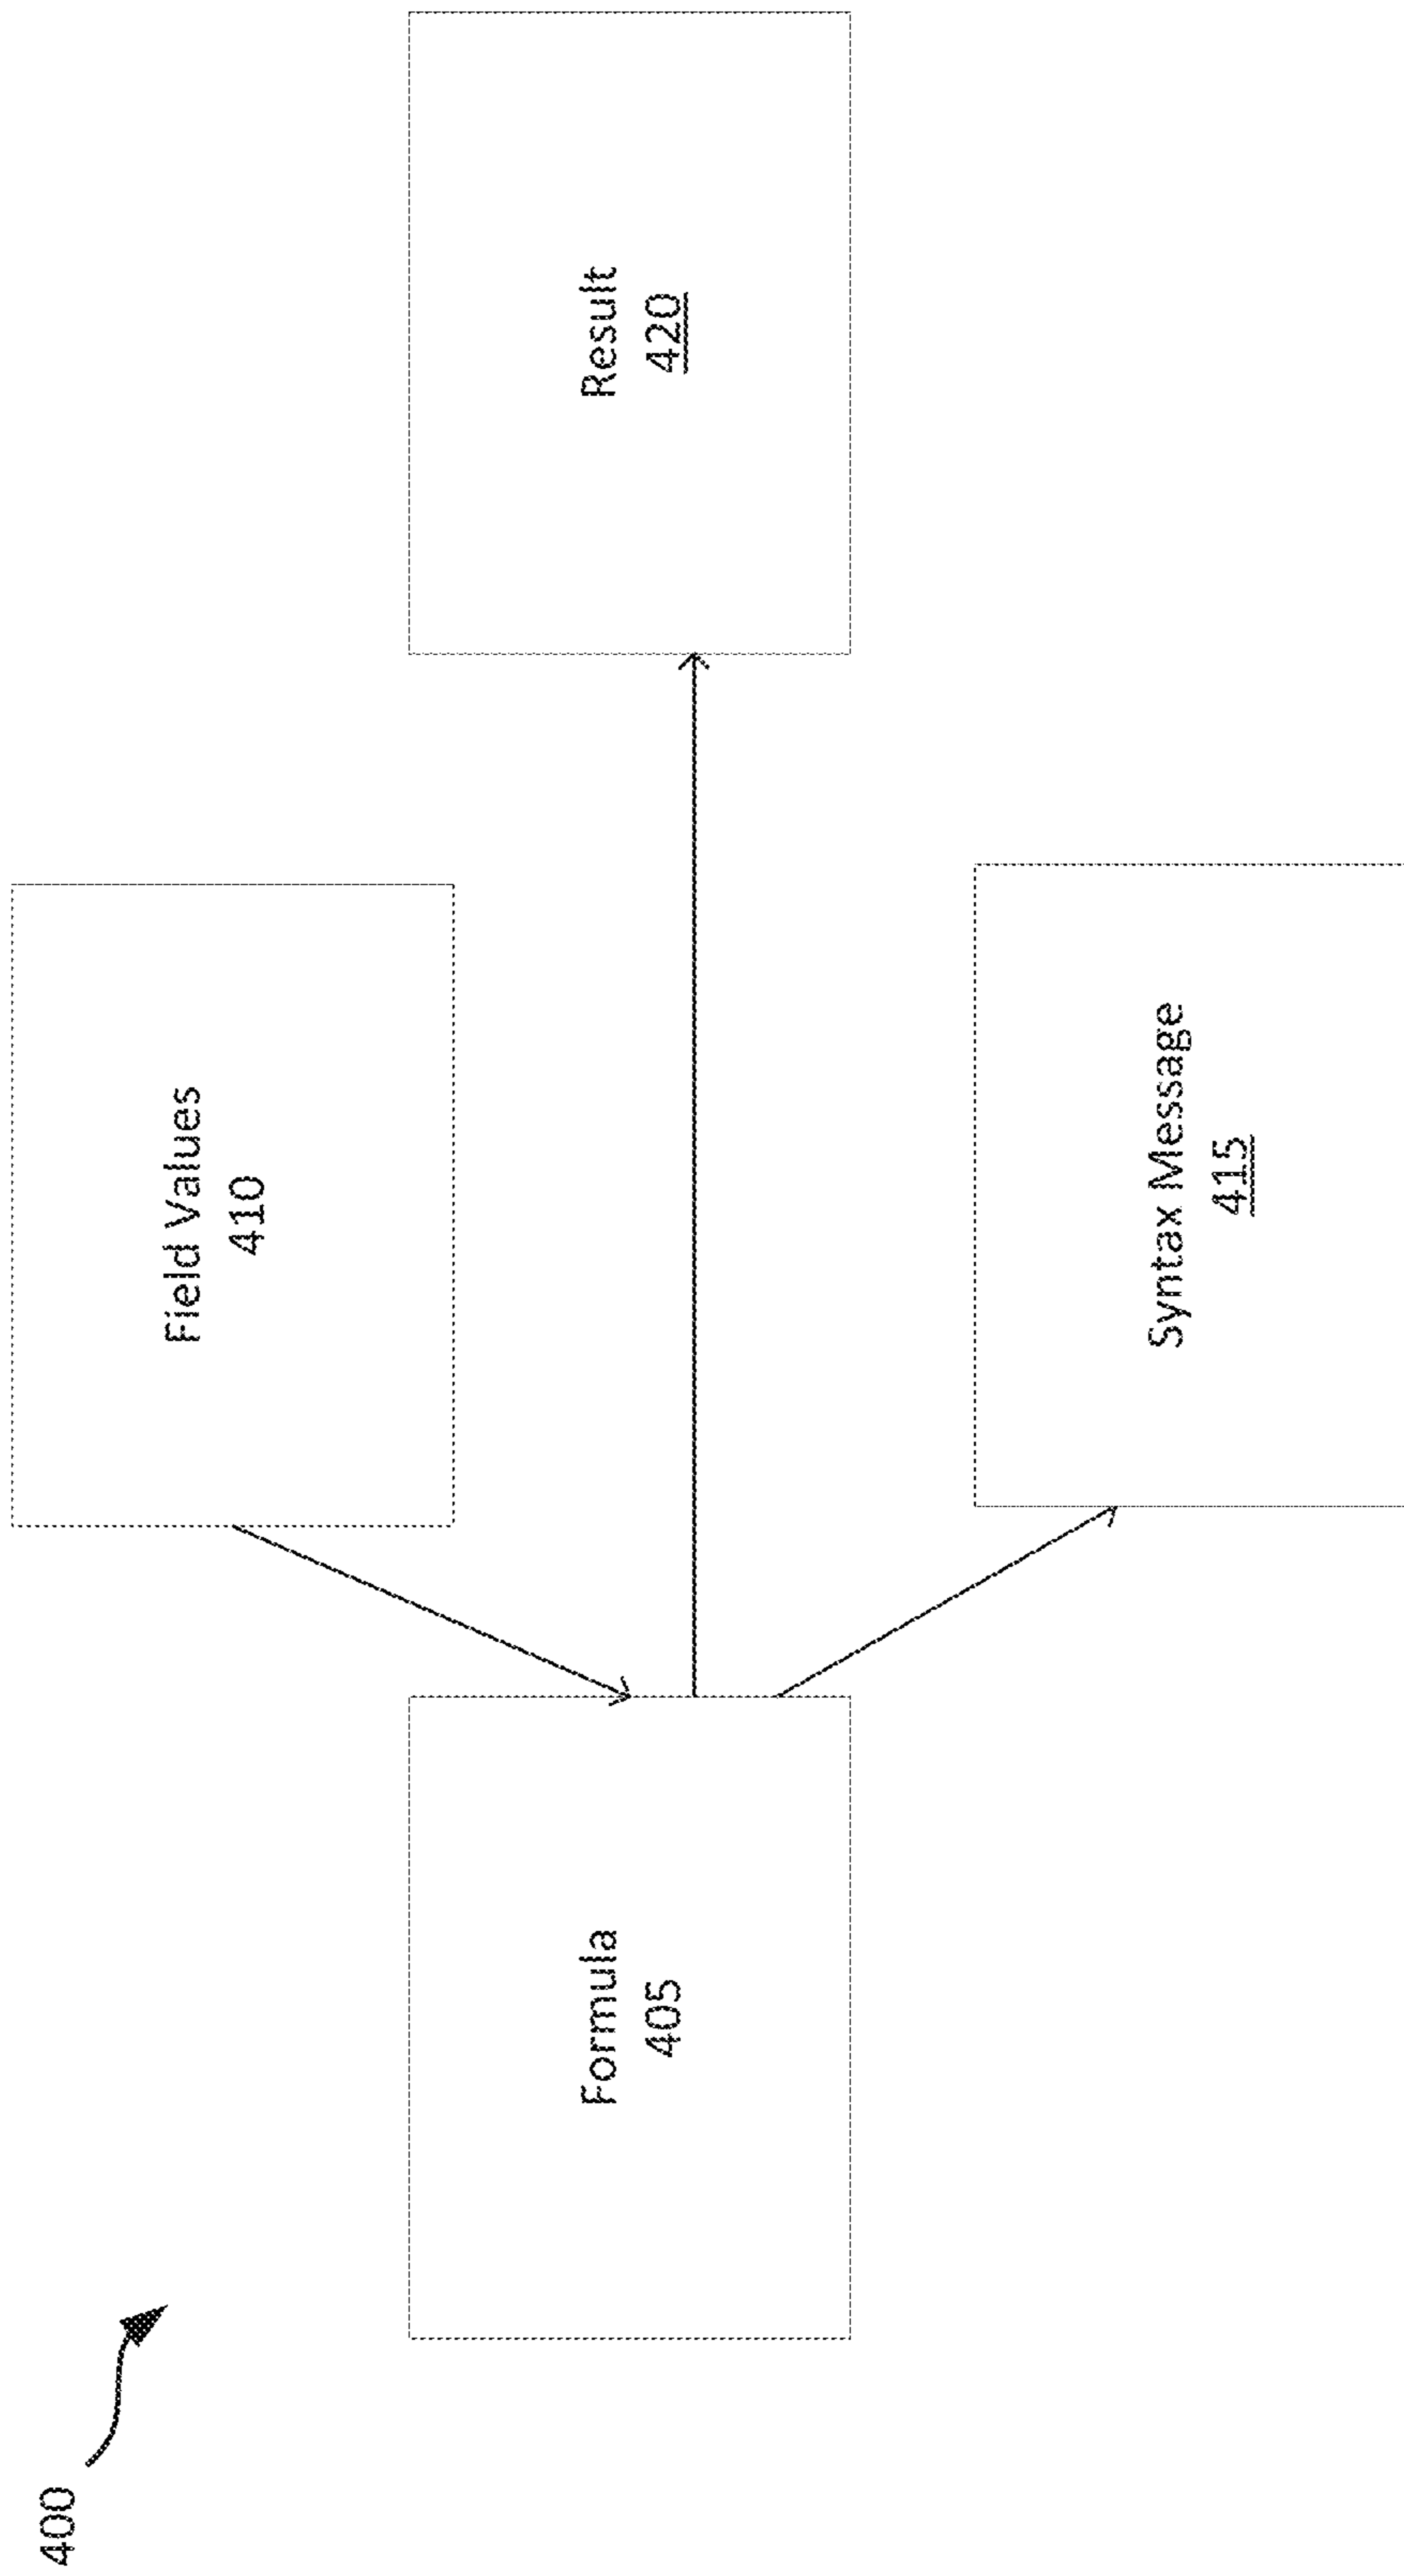 400
Field Values
410
Formula
405
Result
420
Syntax Message
415